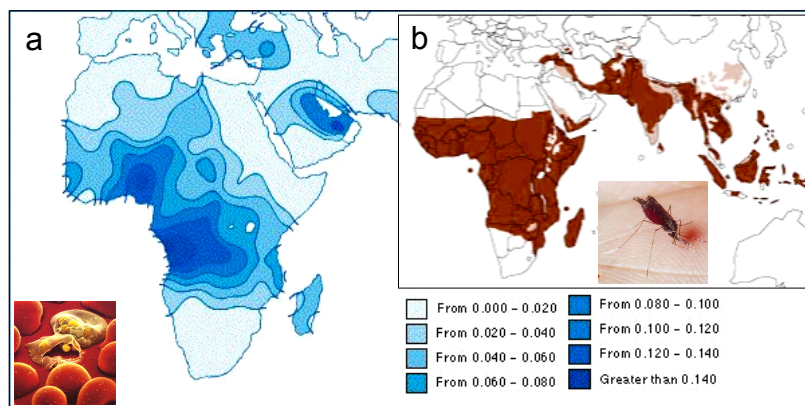 a
b
From 0.000 – 0.020
From 0.020 – 0.040
From 0.040 – 0.060
From 0.060 – 0.080
From 0.080 – 0.100
From 0.100 – 0.120
From 0.120 – 0.140
Greater than 0.140